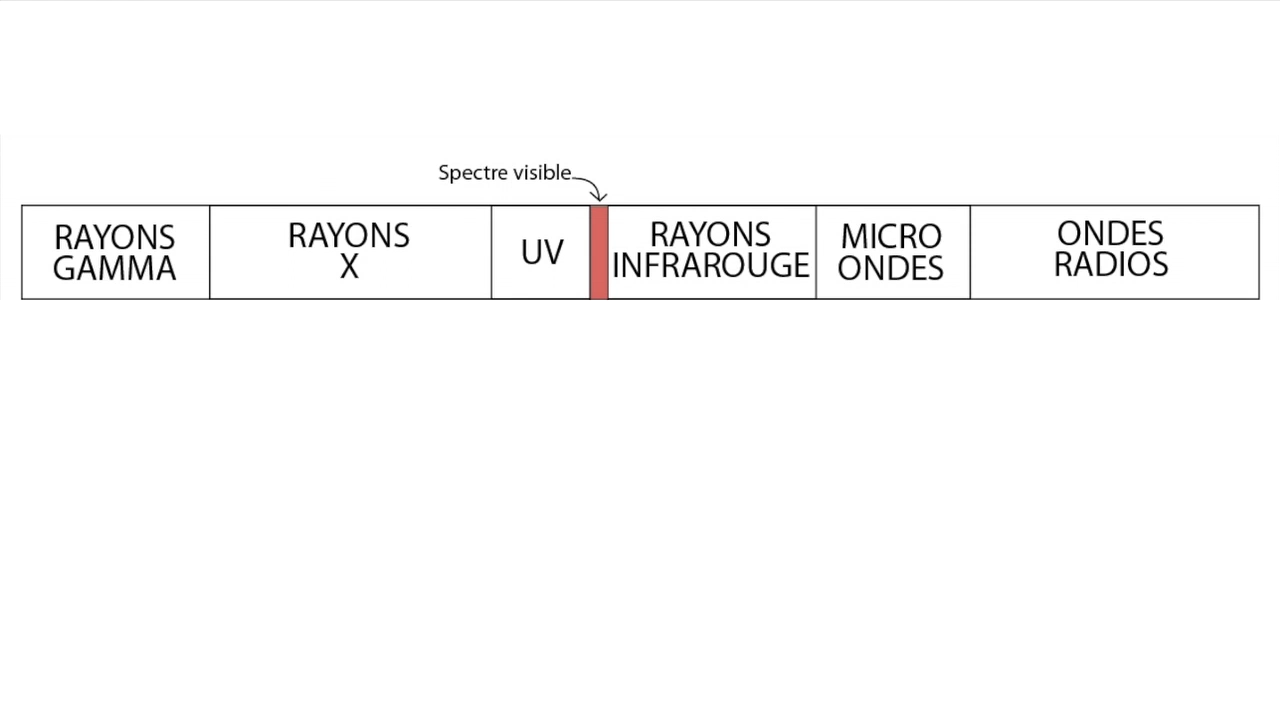 Spectre visible
RAYONS
GAMMA
RAYONS
X
UV
RAYONS
INFRAROUGE
MICRO
ONDES
ONDES
RADIOS